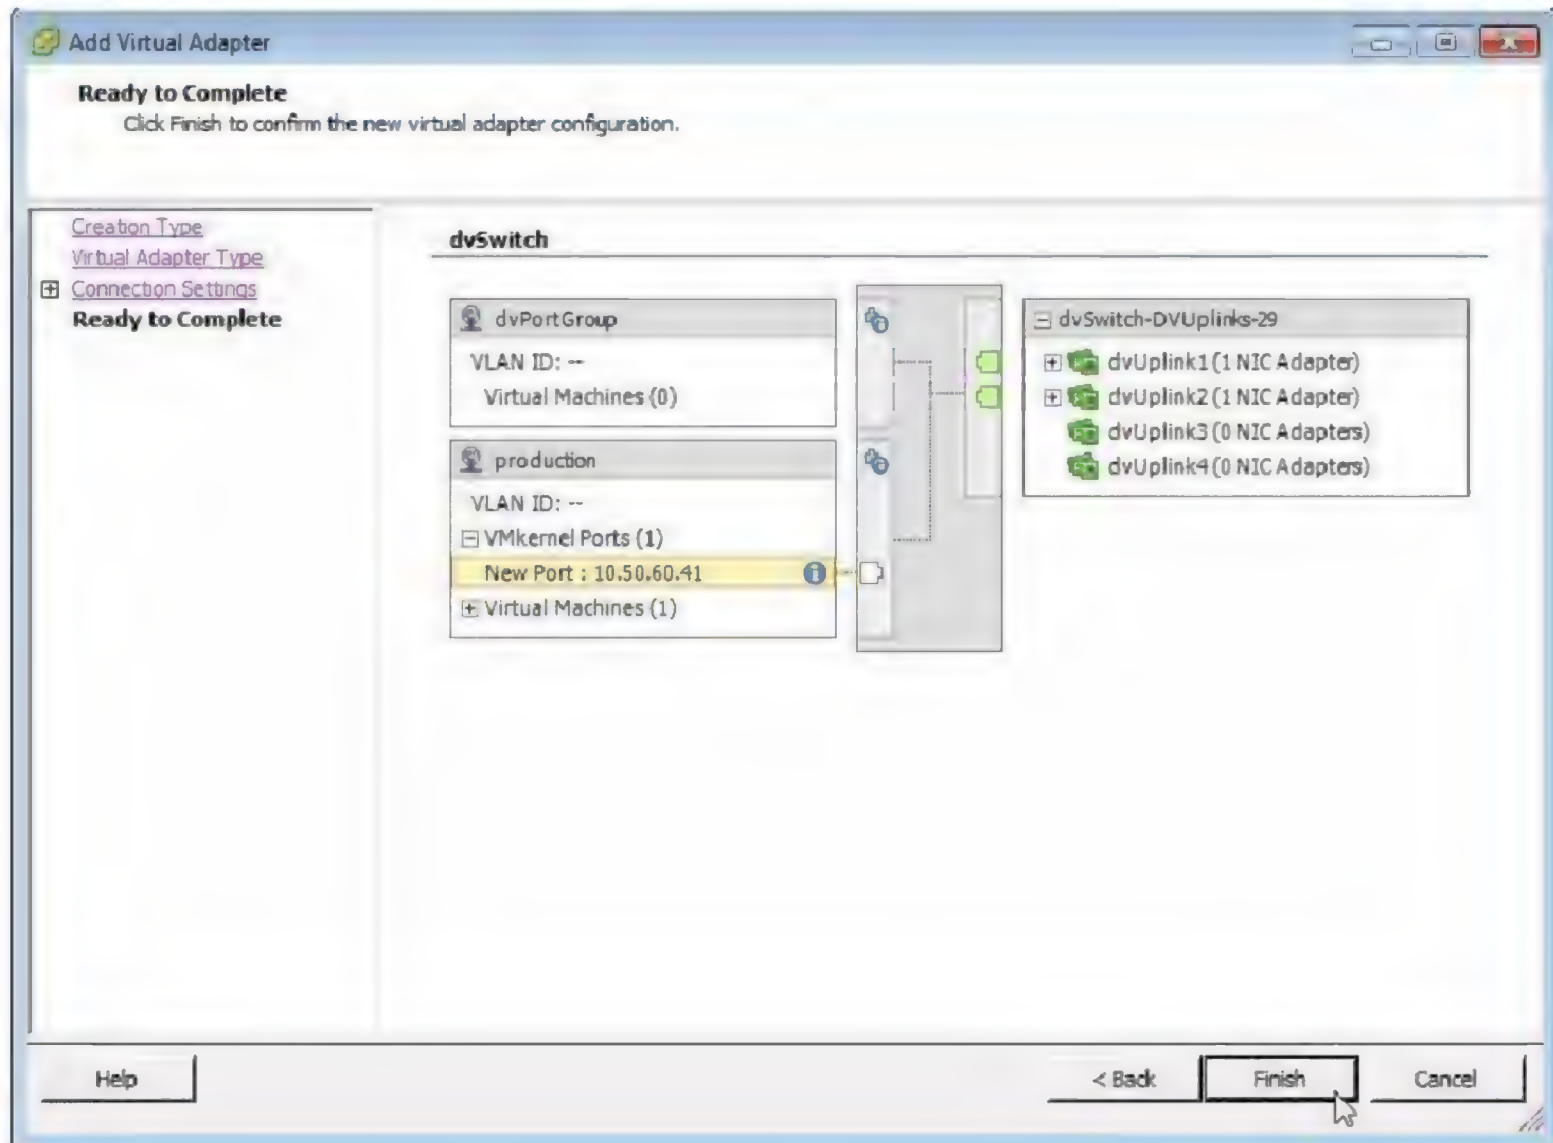 Add Virtual Adapter
Ready to Complete
Click Finish to confirm the new virtual adapter configuration.
Creation Type
Virtual Adapter Type
Connection Settings
Ready to Complete
dvSwitch
dvPortGroup
VLAN ID: --
Virtual Machines (0)
production
VLAN ID: --
VMkernel Ports (1)
New Port : 10.50.60.41
Virtual Machines (1)
dvSwitch-DVUplinks-29
dvUplink1 (1 NIC Adapter)
dvUplink2 (1 NIC Adapter)
dvUplink3 (0 NIC Adapters)
dvUplink4 (0 NIC Adapters)
Help
< Back
Finish
Cancel